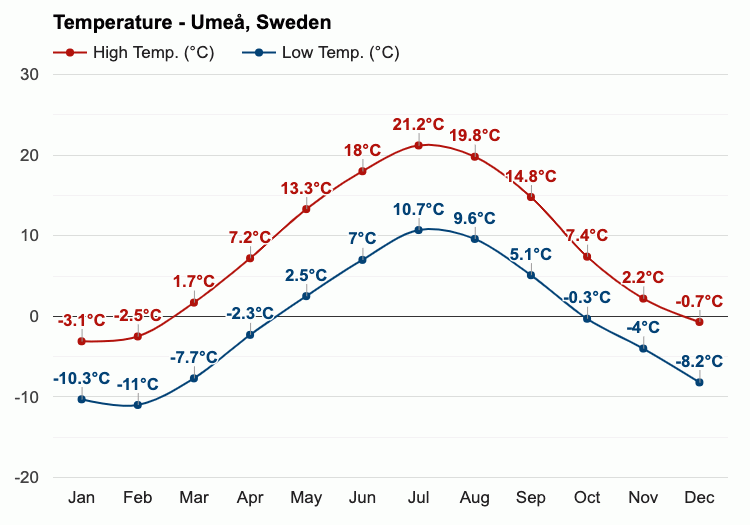 Temperature - Umeå, Sweden
High Temp. (°C) Low Temp. (°C)
30
20
10
0
-10
-20
-3.1°C -2.5°C 1.7°C 7.2°C 13.3°C 18°C 21.2°C 19.8°C 14.8°C 7.4°C 2.2°C -0.7°C
-10.3°C -11°C -7.7°C -2.3°C 2.5°C 7°C 10.7°C 9.6°C 5.1°C -0.3°C -4°C -8.2°C
Jan Feb Mar Apr May Jun Jul Aug Sep Oct Nov Dec